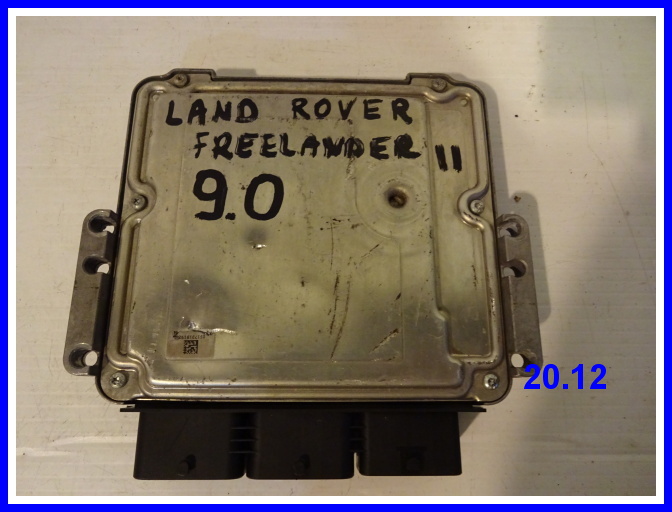 LAND ROVER
FREELANDER II
9.0
20.12